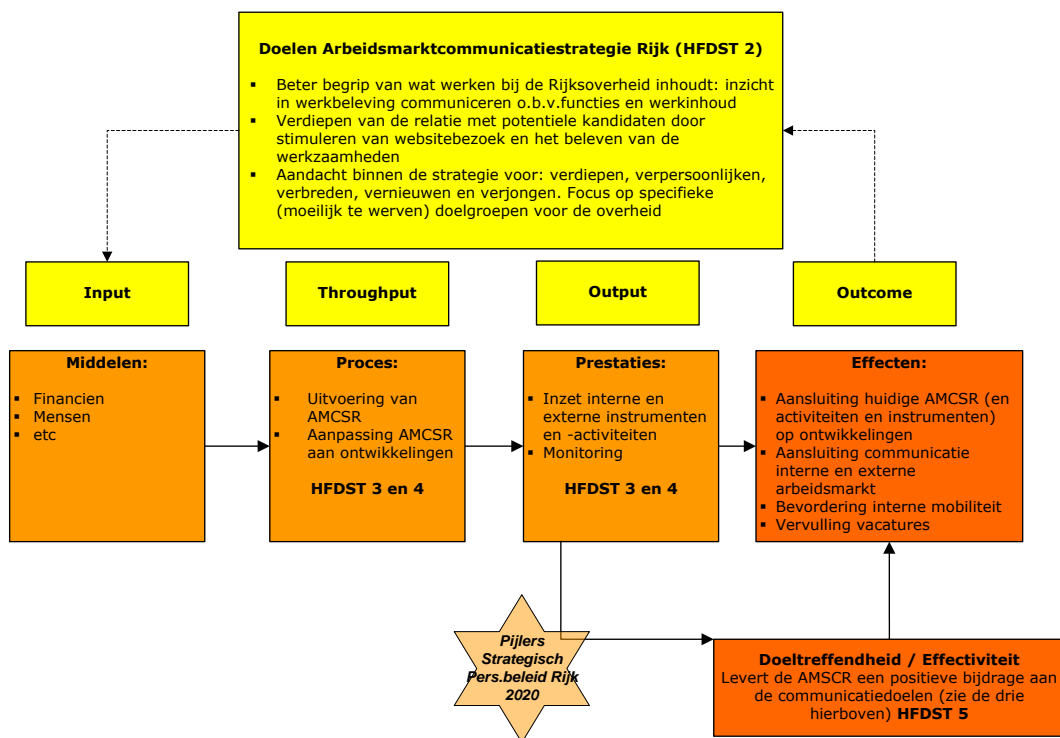 Doelen Arbeidsmarktcommunicatiestrategie Rijk (HFDST 2)
▪ Beter begrip van wat werken bij de Rijksoverheid inhoudt: inzicht
in werkbeleving communiceren o.b.v.functies en werkinhoud
▪ Verdiepen van de relatie met potentiele kandidaten door
stimuleren van websitebezoek en het beleven van de
werkzaamheden
▪ Aandacht binnen de strategie voor: verdiepen, verpersoonlijken,
verbreden, vernieuwen en verjongen. Focus op specifieke
(moeilijk te werven) doelgroepen voor de overheid
Input
Throughput
Output
Outcome
Middelen:
▪ Financien
▪ Mensen
▪ etc
Proces:
▪ Uitvoering van
AMCSR
▪ Aanpassing AMCSR
aan ontwikkelingen
HFDST 3 en 4
Prestaties:
▪ Inzet interne en
externe instrumenten
en -activiteiten
▪ Monitoring
HFDST 3 en 4
Effecten:
▪ Aansluiting huidige AMCSR (en
activiteiten en instrumenten)
op ontwikkelingen
▪ Aansluiting communicatie
interne en externe
arbeidsmarkt
▪ Bevordering interne mobiliteit
▪ Vervulling vacatures
Pijlers
Strategisch
Pers.beleid Rijk
2020
Doeltreffendheid / Effectiviteit
Levert de AMSCR een positieve bijdrage aan
de communicatiedoelen (zie de drie
hierboven) HFDST 5